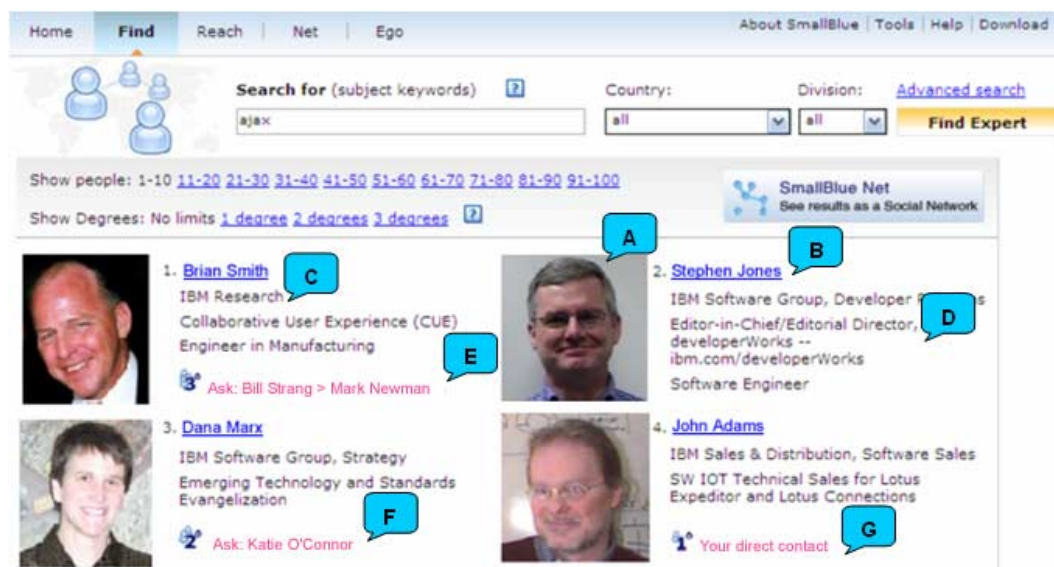 Home Find Reach Net Ego
About SmallBlue Tools Help Download
Search for (subject keywords) ?
Country:
Division:
Advanced search
ajax
all
all
Find Expert
Show people: 1-10 11-20 21-30 31-40 41-50 51-60 61-70 71-80 81-90 91-100
Show Degrees: No limits 1 degree 2 degrees 3 degrees ?
SmallBlue Net
See results as a Social Network
1. Brian Smith
C
IBM Research
Collaborative User Experience (CUE)
Engineer in Manufacturing
E
3° Ask: Bill Strang > Mark Newman
A
B
2. Stephen Jones
IBM Software Group, Developer
D
Editor-in-Chief/Editorial Director,
developerWorks --
ibm.com/developerWorks
Software Engineer
3. Dana Marx
IBM Software Group, Strategy
Emerging Technology and Standards
Evangelization
F
2° Ask: Katie O'Connor
4. John Adams
IBM Sales & Distribution, Software Sales
SW IOT Technical Sales for Lotus
Expeditor and Lotus Connections
G
1° Your direct contact